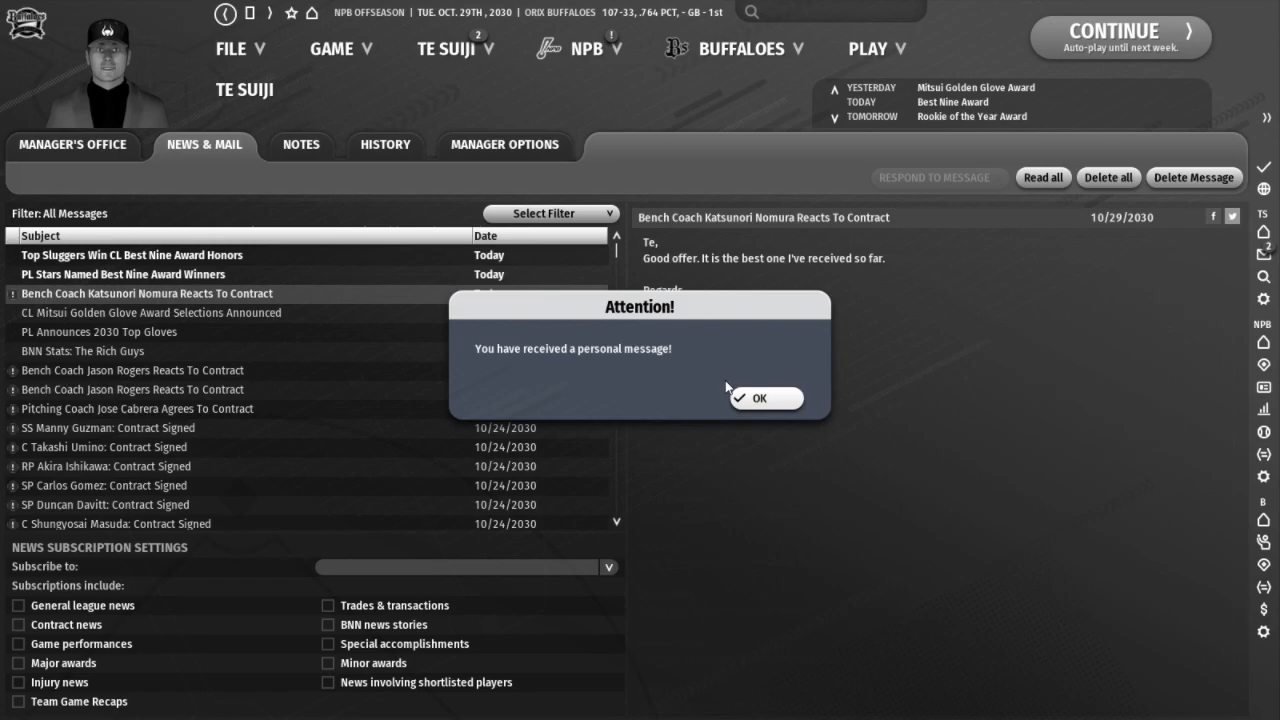 Buffaloes
NPB OFFSEASON | TUE. OCT. 29TH , 2030 | ORIX BUFFALOES 107-33, .764 PCT, - GB - 1st
FILE GAME TE SUIJI 2 NPB ! Bs BUFFALOES PLAY
CONTINUE
Auto-play until next week.
TE SUIJI
YESTERDAY Mitsui Golden Glove Award
TODAY Best Nine Award
TOMORROW Rookie of the Year Award
MANAGER'S OFFICE NEWS & MAIL NOTES HISTORY MANAGER OPTIONS
RESPOND TO MESSAGE Read all Delete all Delete Message
Filter: All Messages Select Filter
Subject Date
Top Sluggers Win CL Best Nine Award Honors Today
PL Stars Named Best Nine Award Winners Today
! Bench Coach Katsunori Nomura Reacts To Contract
CL Mitsui Golden Glove Award Selections Announced
PL Announces 2030 Top Gloves
BNN Stats: The Rich Guys
! Bench Coach Jason Rogers Reacts To Contract
! Bench Coach Jason Rogers Reacts To Contract
! Pitching Coach Jose Cabrera Agrees To Contract
! SS Manny Guzman: Contract Signed 10/24/2030
! C Takashi Umino: Contract Signed 10/24/2030
! RP Akira Ishikawa: Contract Signed 10/24/2030
! SP Carlos Gomez: Contract Signed 10/24/2030
! SP Duncan Davitt: Contract Signed 10/24/2030
! C Shungyosai Masuda: Contract Signed 10/24/2030
Bench Coach Katsunori Nomura Reacts To Contract 10/29/2030
Te,
Good offer. It is the best one I've received so far.
Regards
Attention!
You have received a personal message!
OK
NEWS SUBSCRIPTION SETTINGS
Subscribe to:
Subscriptions include:
General league news Trades & transactions
Contract news BNN news stories
Game performances Special accomplishments
Major awards Minor awards
Injury news News involving shortlisted players
Team Game Recaps
TS
2
NPB
B
$